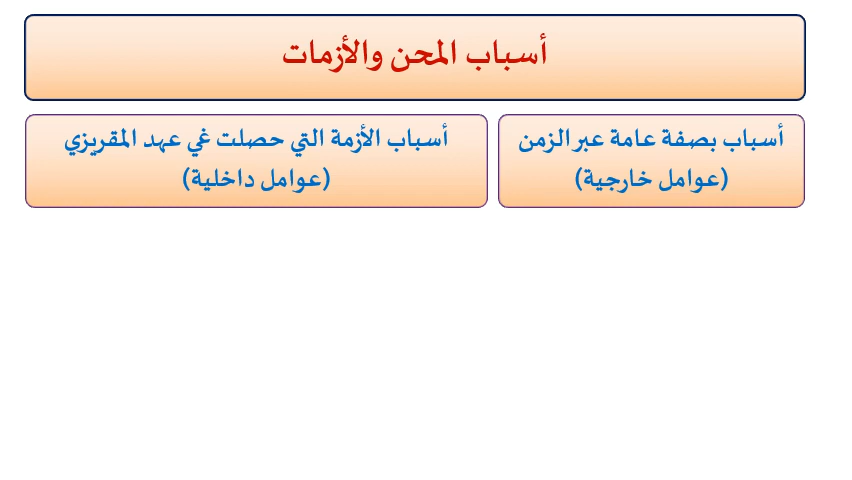 أسباب المحن والأزمات
أسباب بصفة عامة عبر الزمن
(عوامل خارجية)
أسباب الأزمة التي حصلت غي عهد المقريزي
(عوامل داخلية)